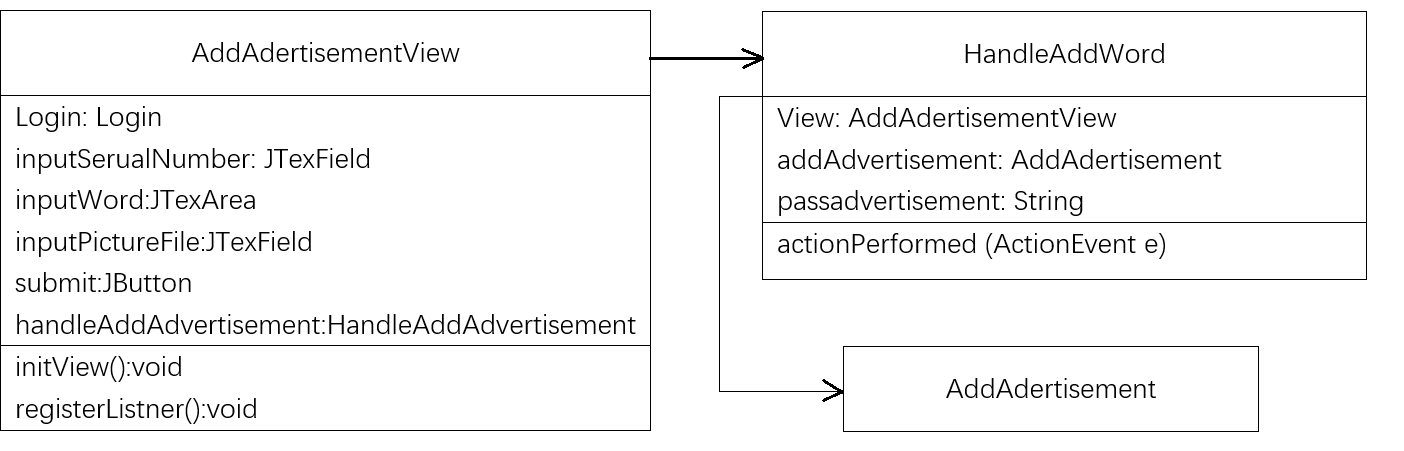 AddAdertisementView
Login: Login
inputSerualNumber: JTexField
inputWord:JTexArea
inputPictureFile:JTexField
submit:JButton
handleAddAdvertisement:HandleAddAdvertisement
initView():void
registerListner():void
HandleAddWord
View: AddAdertisementView
addAdvertisement: AddAdertisement
passadvertisement: String
actionPerformed (ActionEvent e)
AddAdertisement